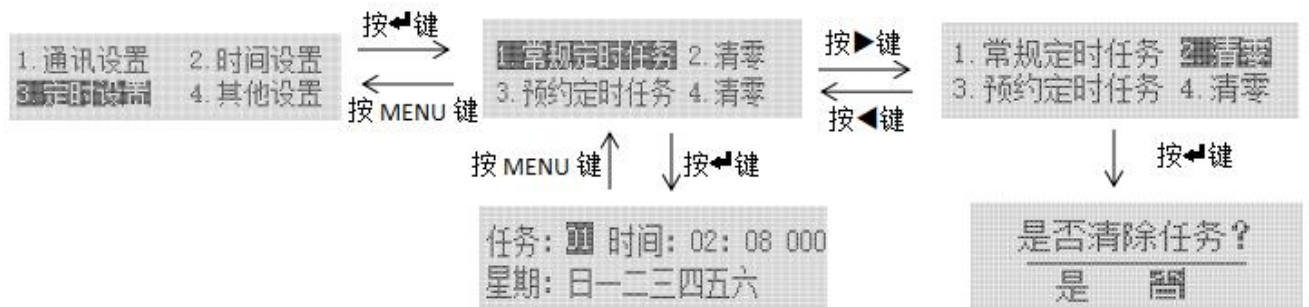 1.通讯设置 2.时间设置
3.定时设置 4.其他设置
按↵键
按 MENU 键
1.常规定时任务 2.清零
3.预约定时任务 4.清零
按▶键
按◀键
1.常规定时任务 2.清零
3.预约定时任务 4.清零
按 MENU 键
按↵键
按↵键
任务：01 时间：02：08 000
星期：日一二三四五六
是否清除任务？
是 否